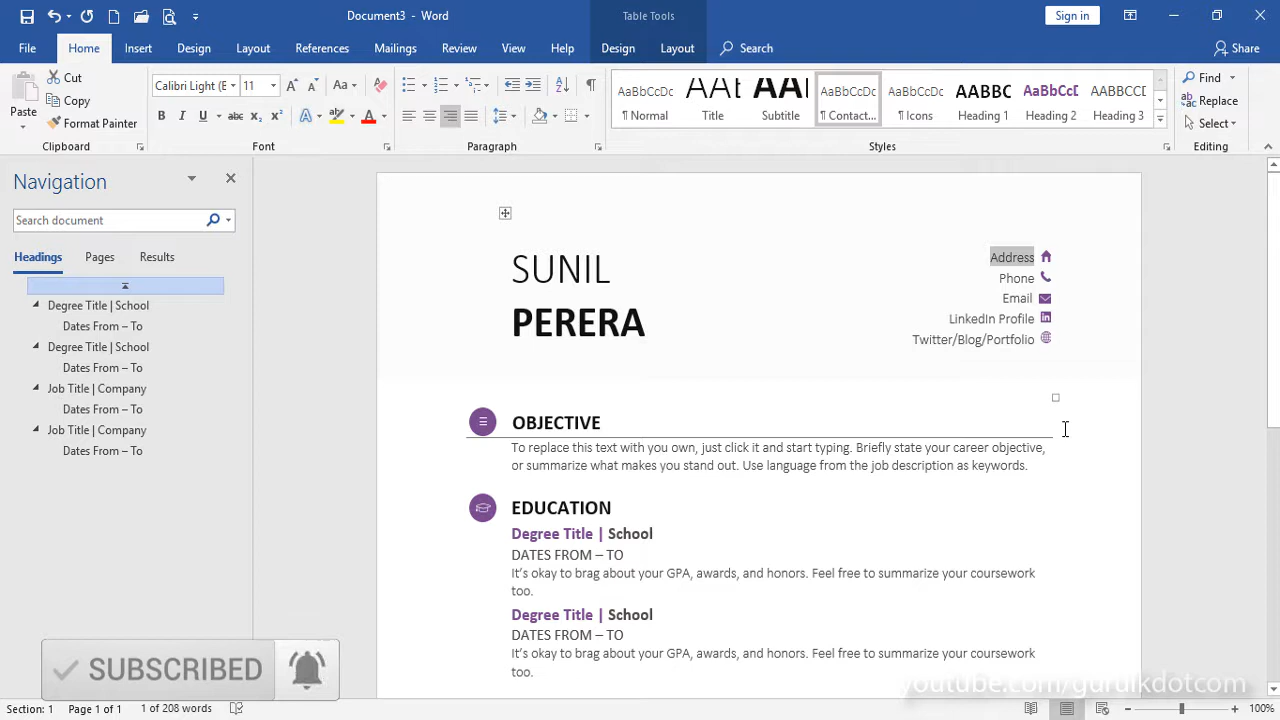 Document3 - Word
Table Tools
Sign in
File
Home
Insert
Design
Layout
References
Mailings
Review
View
Help
Design
Layout
Search
Share
Paste
Cut
Copy
Format Painter
Clipboard
Calibri Light (E
11
Font
Paragraph
AaBbCcDc
¶ Normal
Title
Subtitle
AaBbCcDc
¶ Contact...
AaBbCcDc
¶ Icons
AABBC
Heading 1
AaBbCcD
Heading 2
AABBCCD
Heading 3
Styles
Find
Replace
Select
Editing
Navigation
Search document
Headings
Pages
Results
Degree Title | School
Dates From – To
Degree Title | School
Dates From – To
Job Title | Company
Dates From – To
Job Title | Company
Dates From – To
SUNIL
PERERA
Address
Phone
Email
LinkedIn Profile
Twitter/Blog/Portfolio
OBJECTIVE
To replace this text with you own, just click it and start typing. Briefly state your career objective,
or summarize what makes you stand out. Use language from the job description as keywords.
EDUCATION
Degree Title | School
DATES FROM – TO
It's okay to brag about your GPA, awards, and honors. Feel free to summarize your coursework
too.
Degree Title | School
DATES FROM – TO
It's okay to brag about your GPA, awards, and honors. Feel free to summarize your coursework
too.
SUBSCRIBED
youtube.com/gurulkdotcom
Section: 1
Page 1 of 1
1 of 208 words
100%